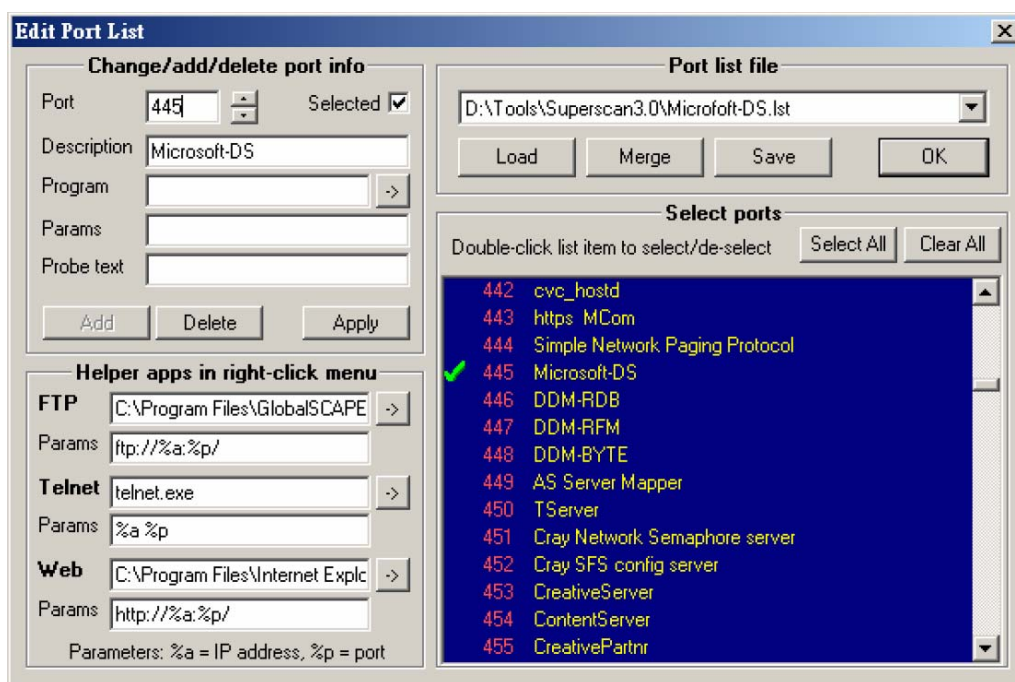 Edit Port List
Change/add/delete port info
Port 445 Selected
Description Microsoft-DS
Program ->
Params
Probe text
Add Delete Apply
Helper apps in right-click menu
FTP C:\Program Files\GlobalSCAPE ->
Params ftp://%a:%p/
Telnet telnet.exe ->
Params %a %p
Web C:\Program Files\Internet Explc ->
Params http://%a:%p/
Parameters: %a = IP address, %p = port
Port list file
D:\Tools\Superscan3.0\Microfoft-DS.lst
Load Merge Save OK
Select ports
Double-click list item to select/de-select Select All Clear All
442 cvc_hostd
443 https MCom
444 Simple Network Paging Protocol
445 Microsoft-DS
446 DDM-RDB
447 DDM-RFM
448 DDM-BYTE
449 AS Server Mapper
450 TServer
451 Cray Network Semaphore server
452 Cray SFS config server
453 CreativeServer
454 ContentServer
455 CreativePartnr